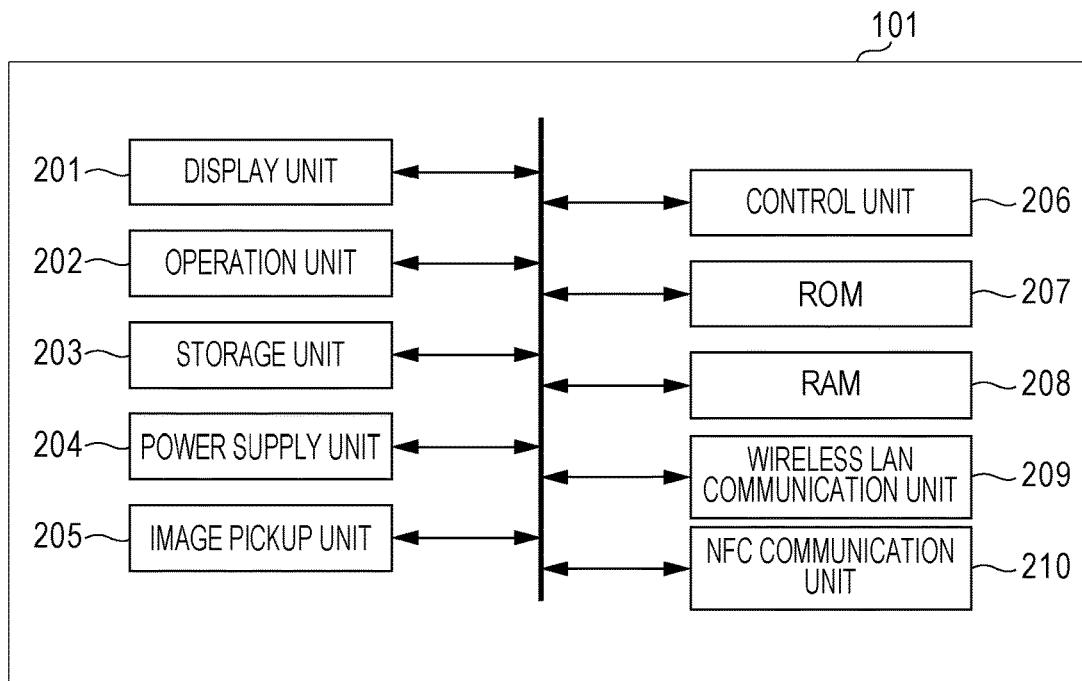 101
201 DISPLAY UNIT
202 OPERATION UNIT
203 STORAGE UNIT
204 POWER SUPPLY UNIT
205 IMAGE PICKUP UNIT
CONTROL UNIT 206
ROM 207
RAM 208
WIRELESS LAN
COMMUNICATION UNIT 209
NFC COMMUNICATION
UNIT 210